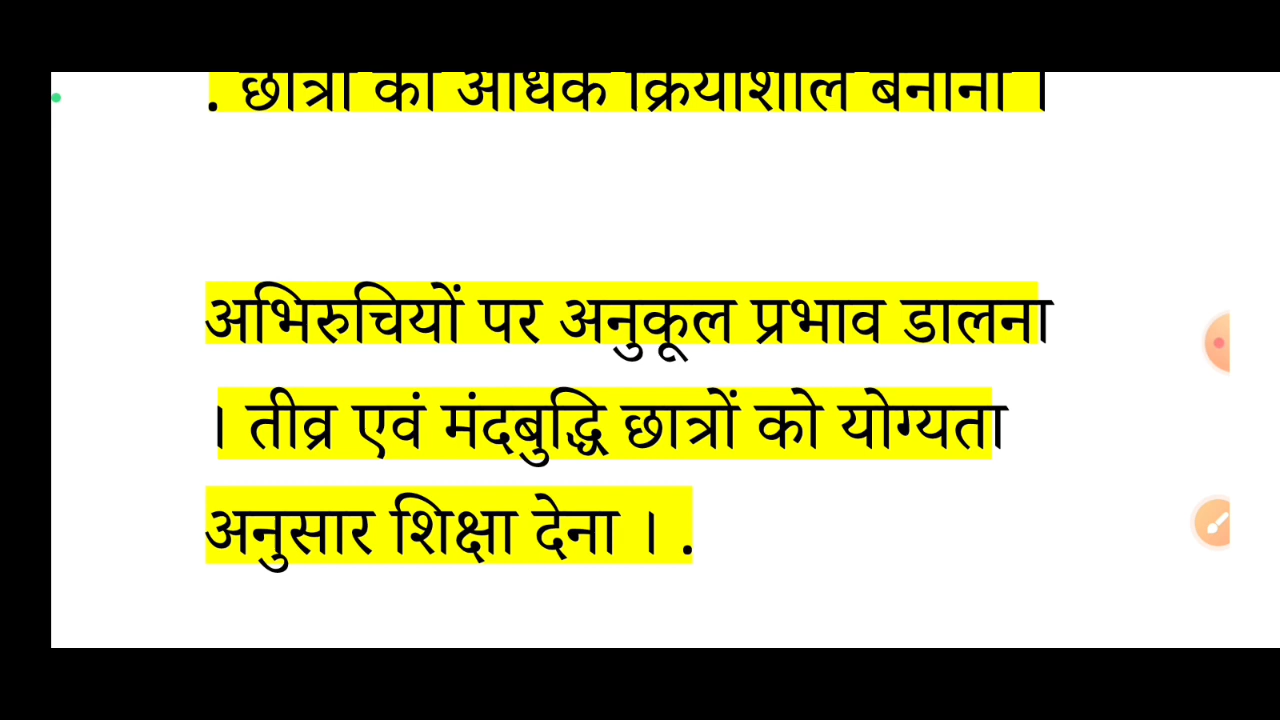 . छात्रों को अधिक क्रियाशील बनाना ।
अभिरुचियों पर अनुकूल प्रभाव डालना
। तीव्र एवं मंदबुद्धि छात्रों को योग्यता
अनुसार शिक्षा देना । .